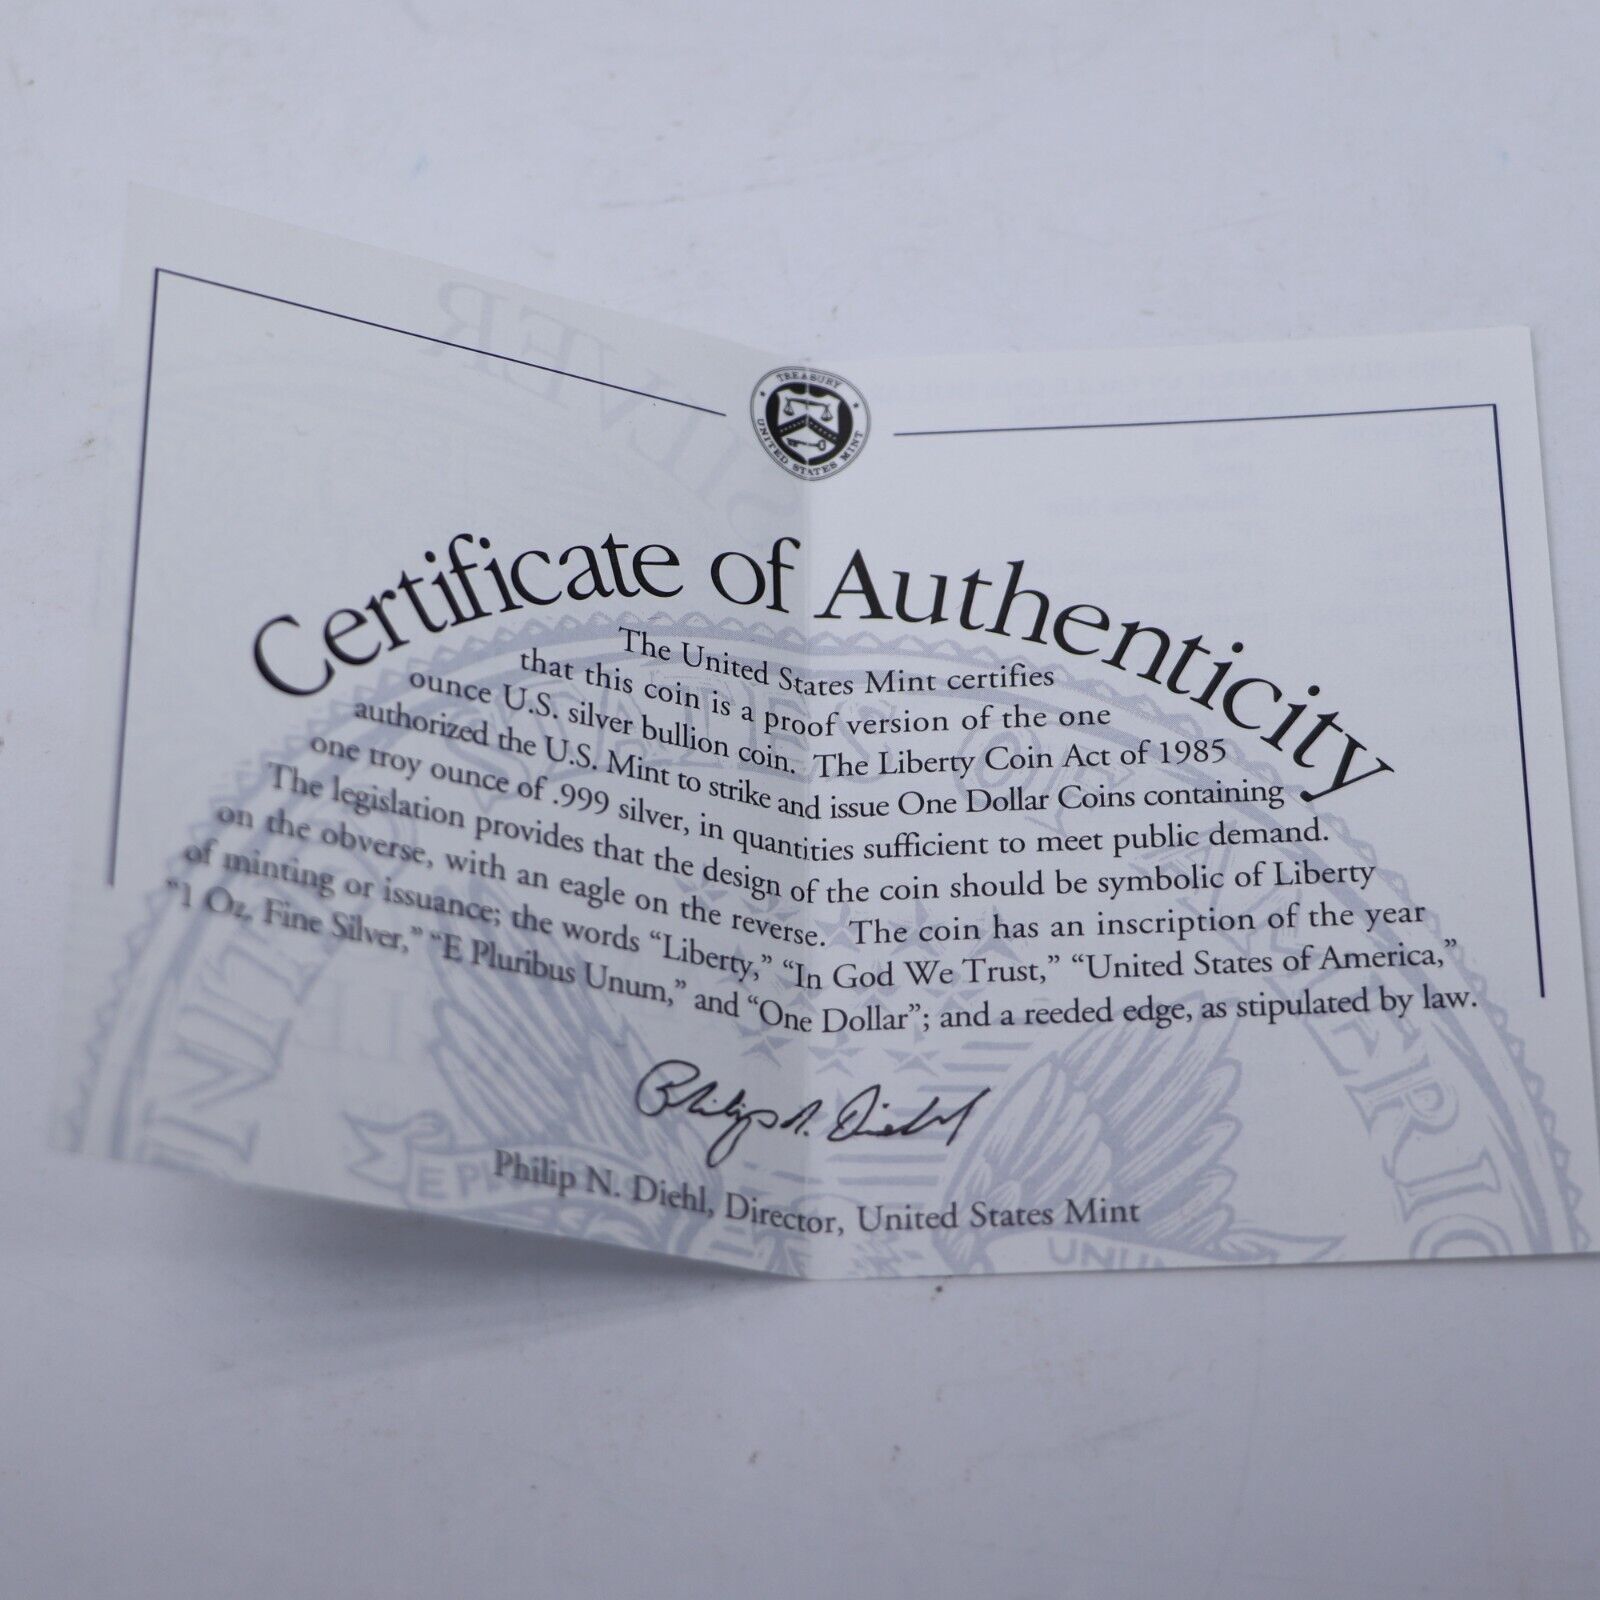 TREASURY
UNITED STATES MINT
Certificate of Authenticity
The United States Mint certifies
that this coin is a proof version of the one
ounce U.S. silver bullion coin. The Liberty Coin Act of 1985
authorized the U.S. Mint to strike and issue One Dollar Coins containing
one troy ounce of .999 silver, in quantities sufficient to meet public demand.
The legislation provides that the design of the coin should be symbolic of Liberty
on the obverse, with an eagle on the reverse. The coin has an inscription of the year
of minting or issuance; the words “Liberty,” “In God We Trust,” “United States of America,”
”1 Oz. Fine Silver,” “E Pluribus Unum,” and “One Dollar”; and a reeded edge, as stipulated by law.
Philip N. Diehl
Philip N. Diehl, Director, United States Mint
SILVER
E P
UNU